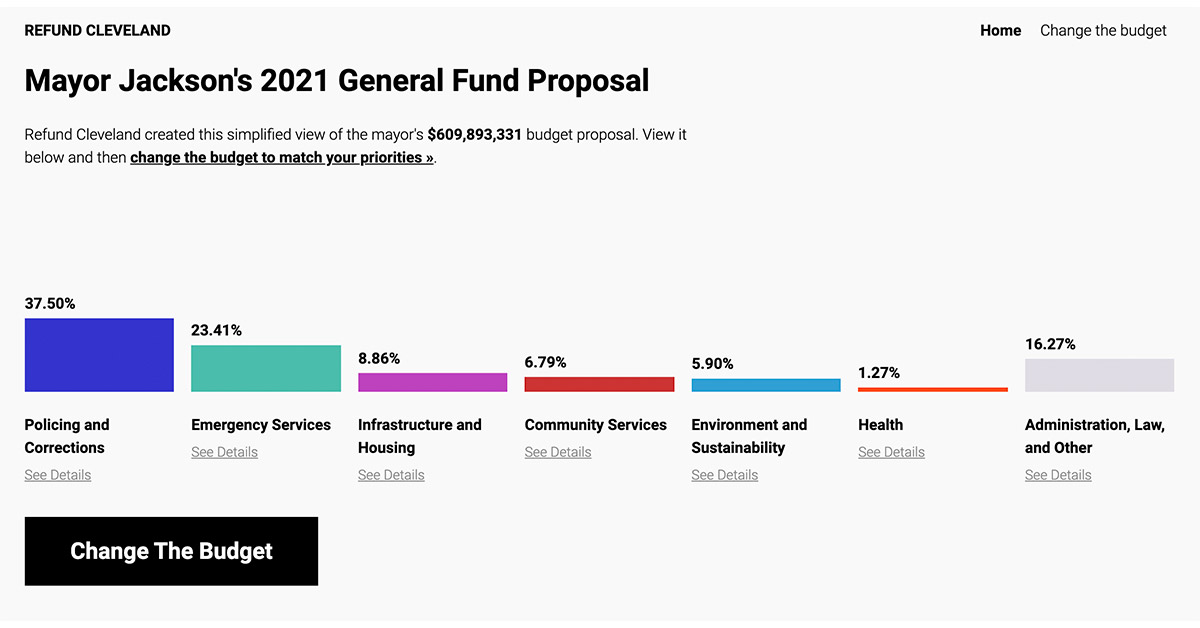 REFUND CLEVELAND
Home Change the budget
Mayor Jackson's 2021 General Fund Proposal
Refund Cleveland created this simplified view of the mayor's $609,893,331 budget proposal. View it
below and then change the budget to match your priorities ».
37.50%
Policing and
Corrections
See Details
23.41%
Emergency Services
See Details
8.86%
Infrastructure and
Housing
See Details
6.79%
Community Services
See Details
5.90%
Environment and
Sustainability
See Details
1.27%
Health
See Details
16.27%
Administration, Law,
and Other
See Details
Change The Budget